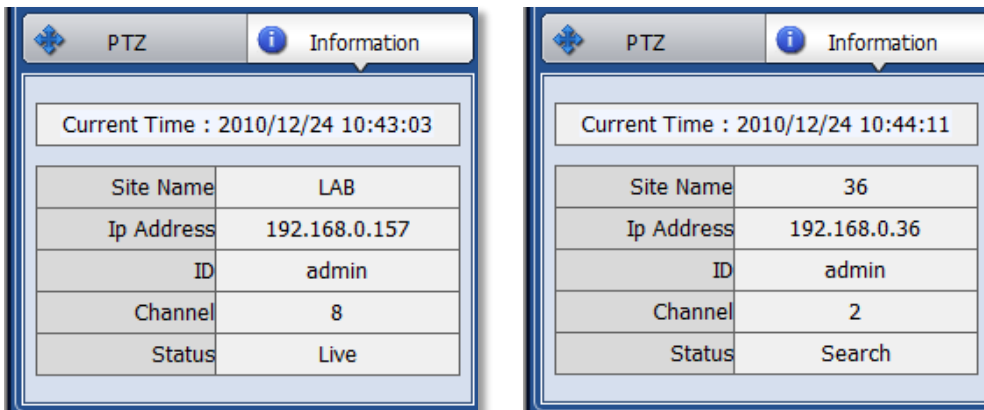 PTZ Information
Current Time : 2010/12/24 10:43:03
Site Name LAB
Ip Address 192.168.0.157
ID admin
Channel 8
Status Live
PTZ Information
Current Time : 2010/12/24 10:44:11
Site Name 36
Ip Address 192.168.0.36
ID admin
Channel 2
Status Search